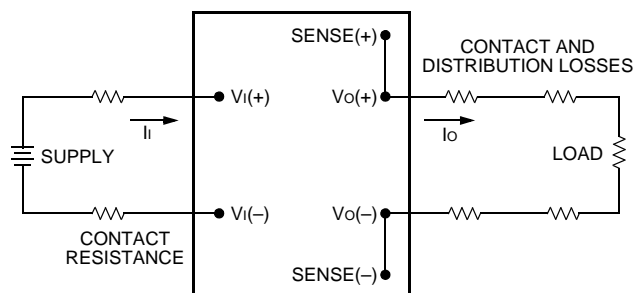 SENSE(+)
CONTACT AND
DISTRIBUTION LOSSES
VI(+)
VO(+)
II
IO
SUPPLY
LOAD
VI(–)
VO(–)
CONTACT
RESISTANCE
SENSE(–)